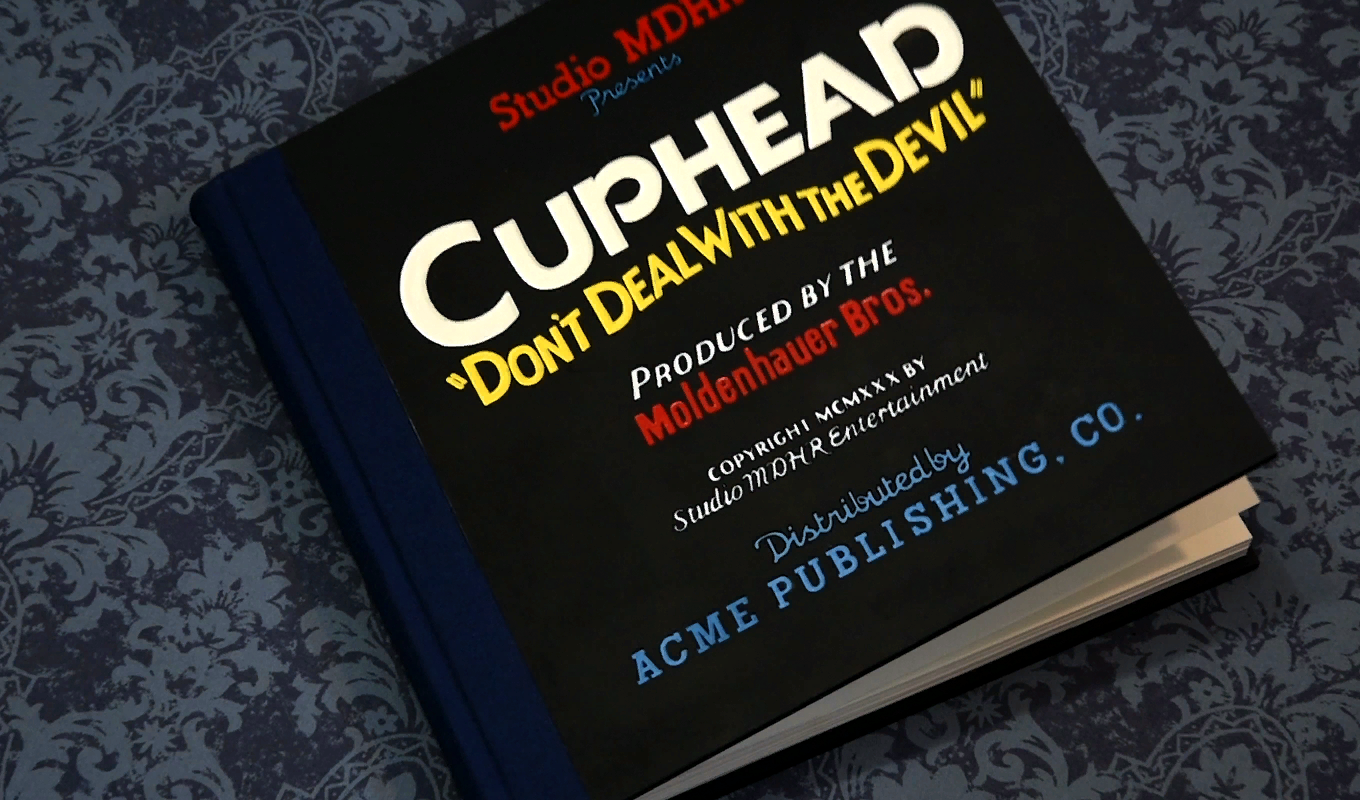 Studio MDHR
Presents
CUPHEAD
"DON'T DEAL WITH THE DEVIL"
PRODUCED BY THE
Moldenhauer Bros.
COPYRIGHT MCMXXX BY
Studio MDHR Entertainment
Distributed by
ACME PUBLISHING, CO.